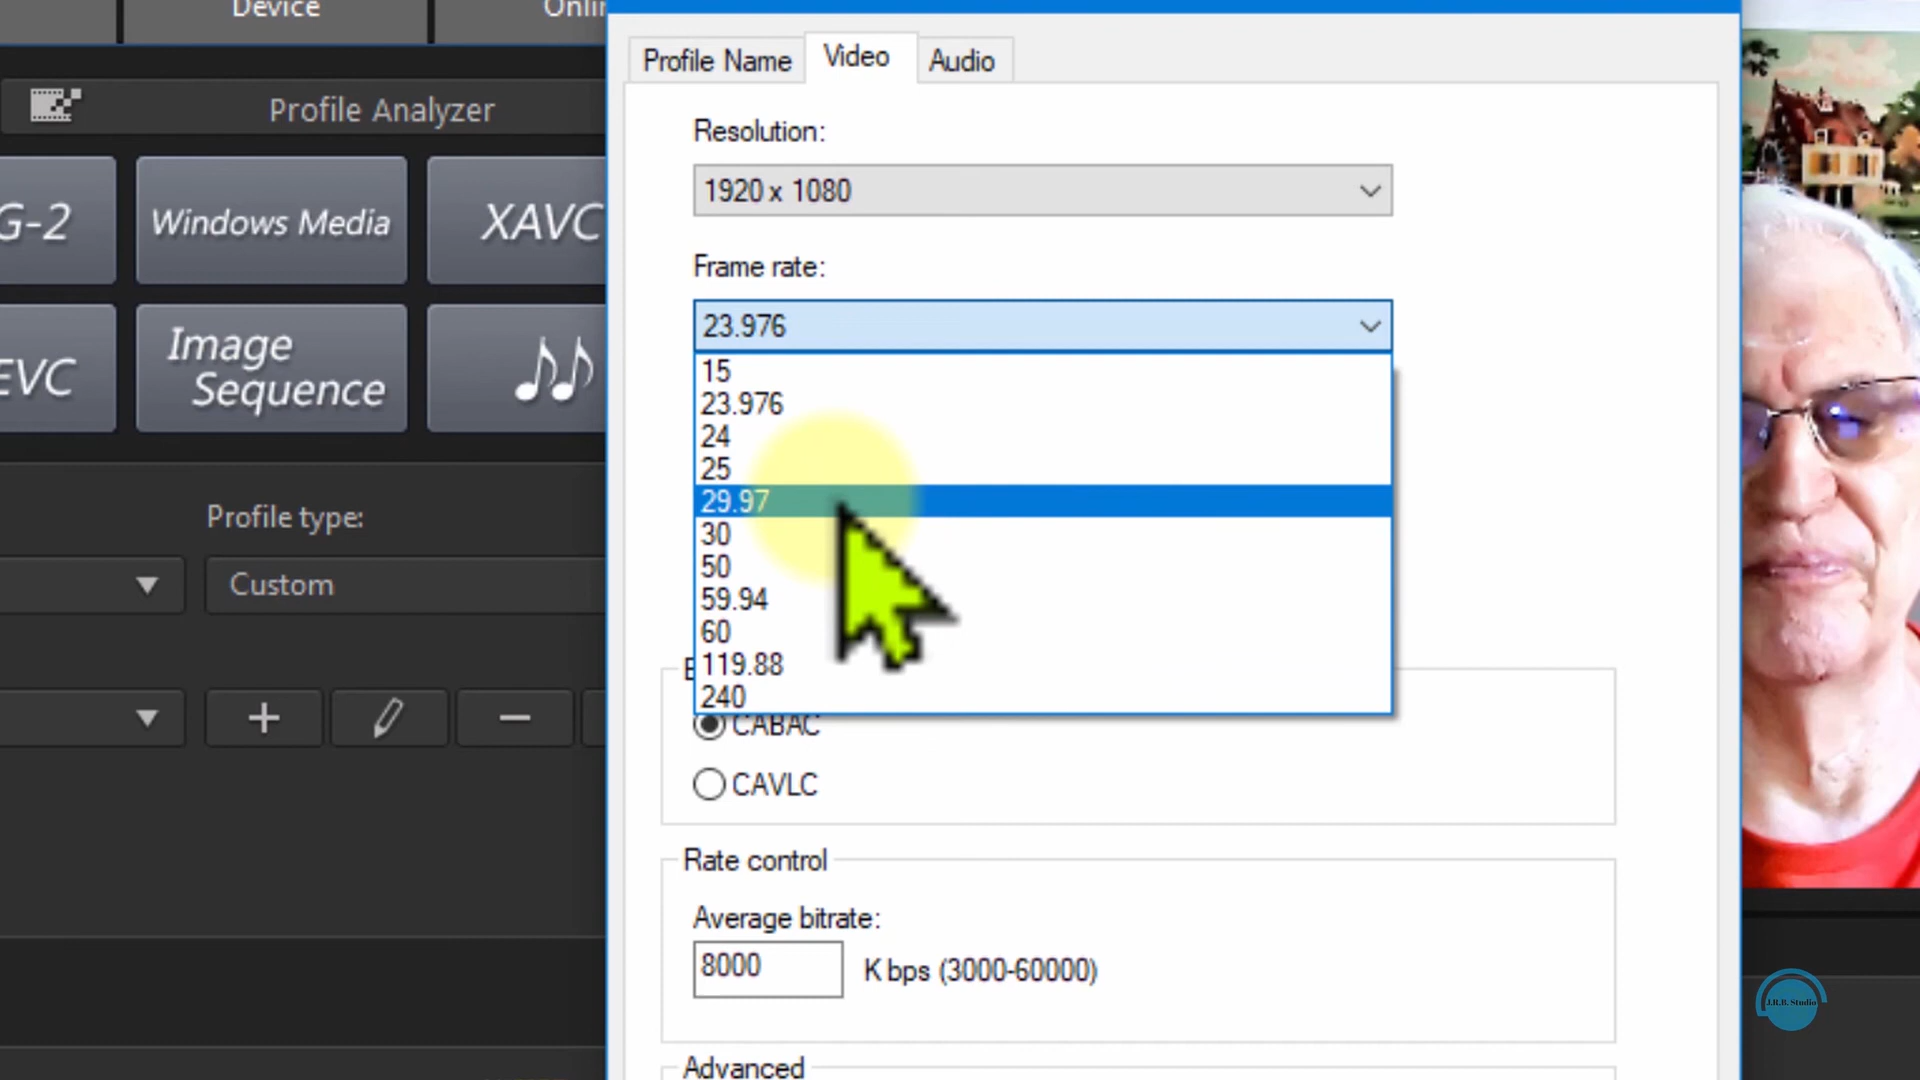 Device
Onlin
Profile Analyzer
G-2
Windows Media
XAVC
EVC
Image
Sequence
Profile type:
Custom
Profile Name
Video
Audio
Resolution:
1920 x 1080
Frame rate:
23.976
15
23.976
24
25
29.97
30
50
59.94
60
119.88
240
E
CABAC
CAVLC
Rate control
Average bitrate:
8000
K bps (3000-60000)
Advanced
J.R.B. Studio